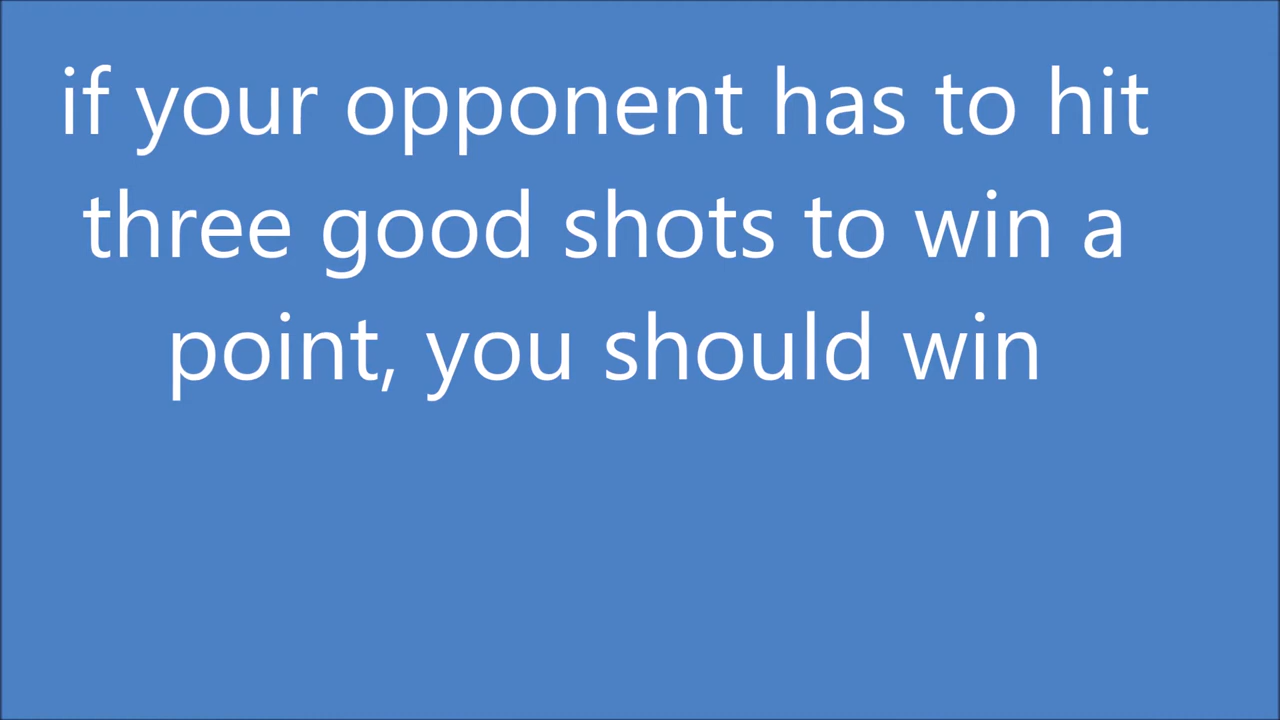 if your opponent has to hit
three good shots to win a
point, you should win